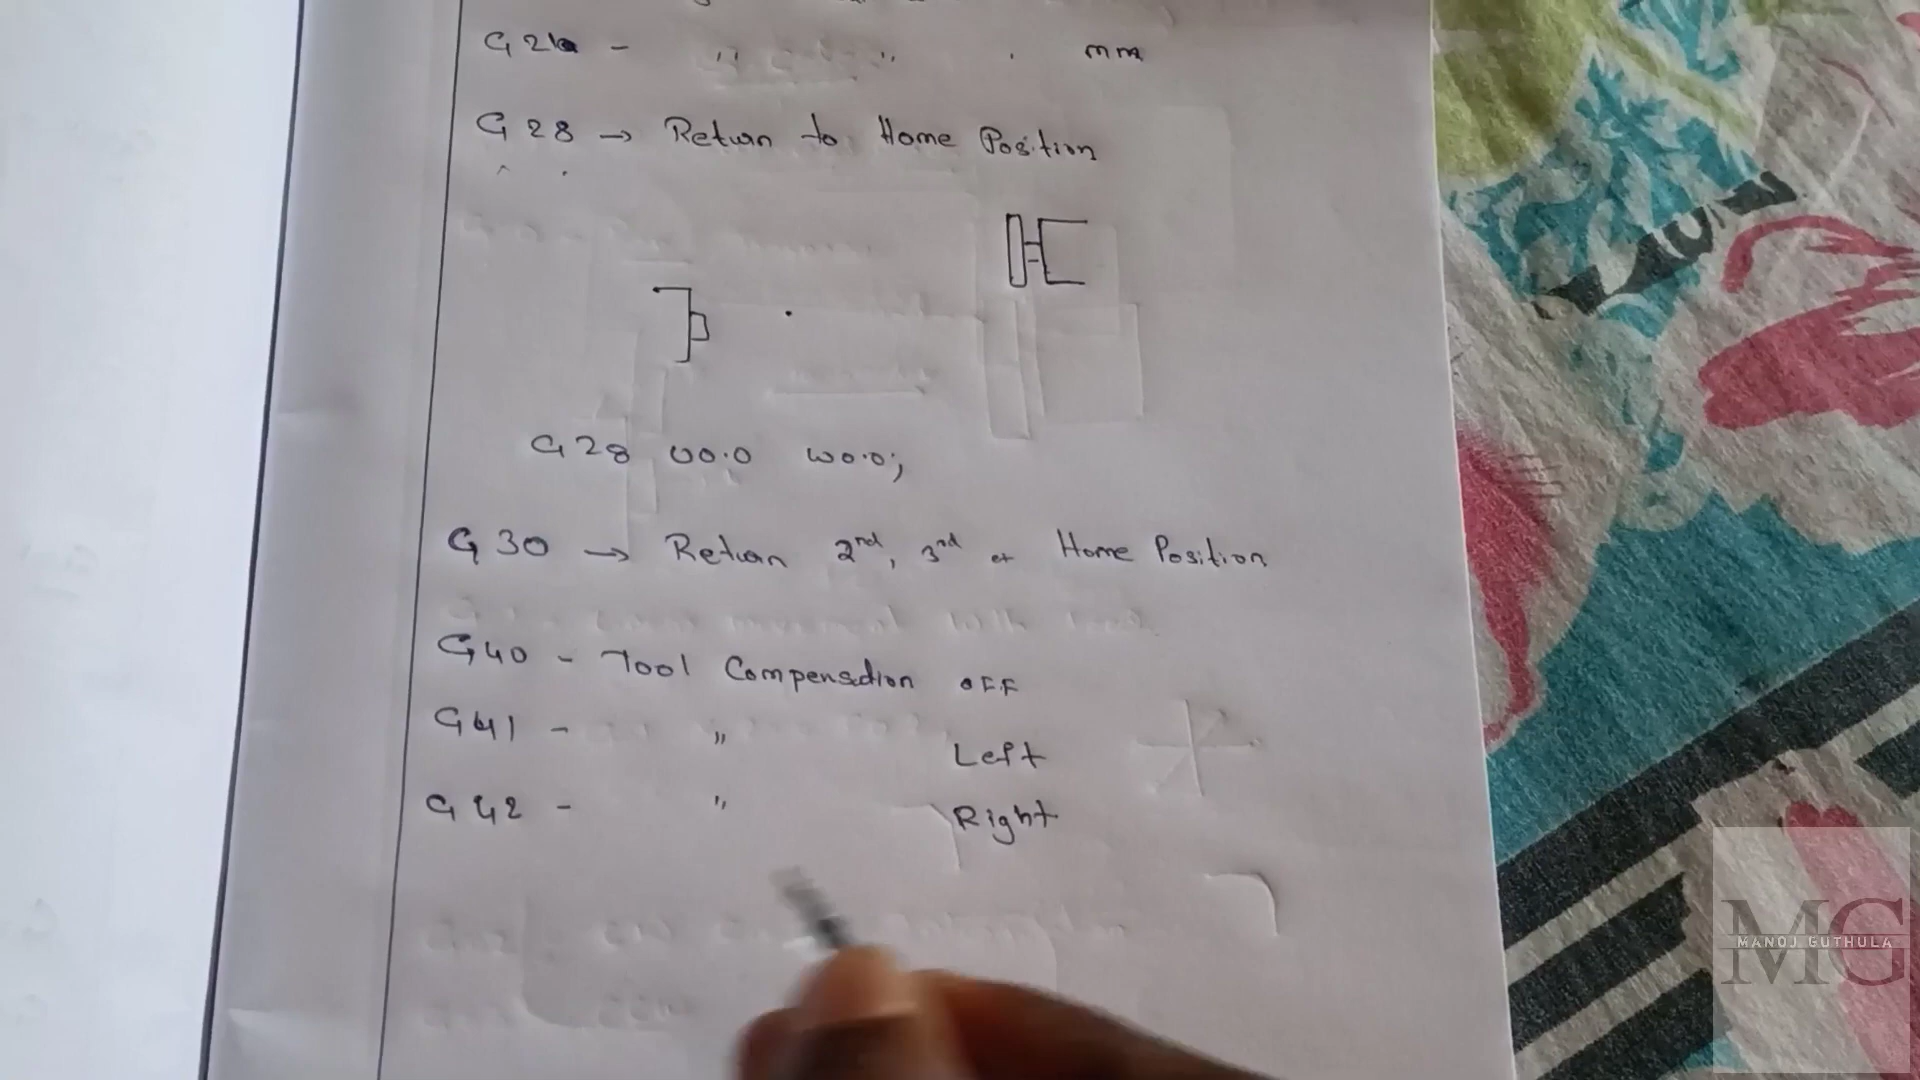 G21 - " " mm
G28 → Return to Home Position
G28 U0.0 W0.0;
G30 → Return 2nd, 3rd or Home Position
G40 - Tool Compensation OFF
G41 - " Left
G42 - " Right
MG
MANOJ GUTHULA